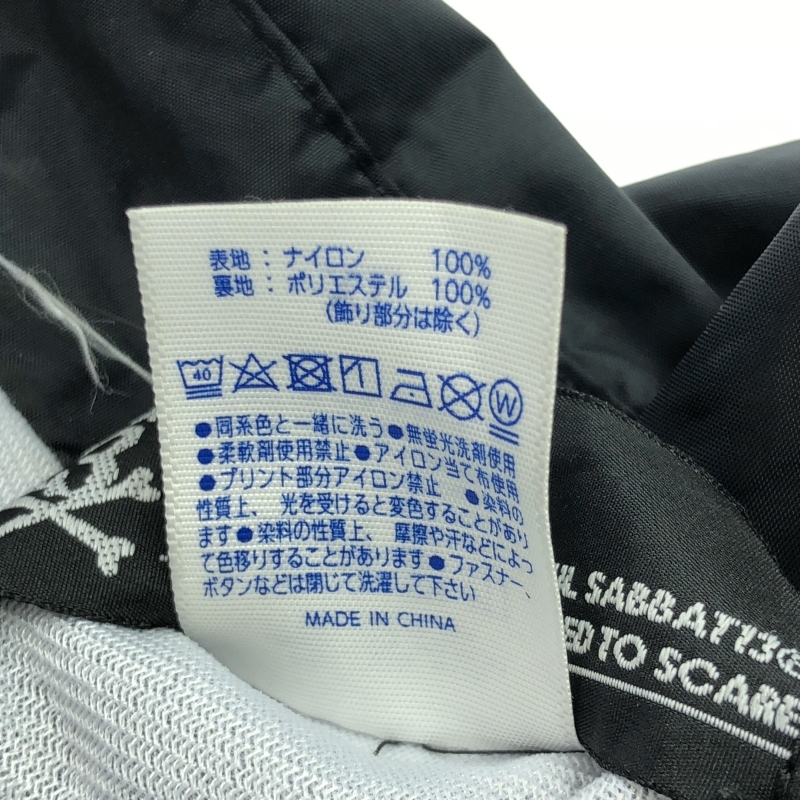 表地 : ナイロン 100%
裏地 : ポリエステル 100%
(飾り部分は除く)
40 W
●同系色と一緒に洗う●無蛍光洗剤使用
●柔軟剤使用禁止●アイロン当て布使用
●プリント部分アイロン禁止 ●染料の
性質上、光を受けると変色することがあり
ます●染料の性質上、摩擦や汗などによっ
て色移りすることがあります●ファスナー、
ボタンなどは閉じて洗濯して下さい
MADE IN CHINA
SABBAT13
TO SCARE